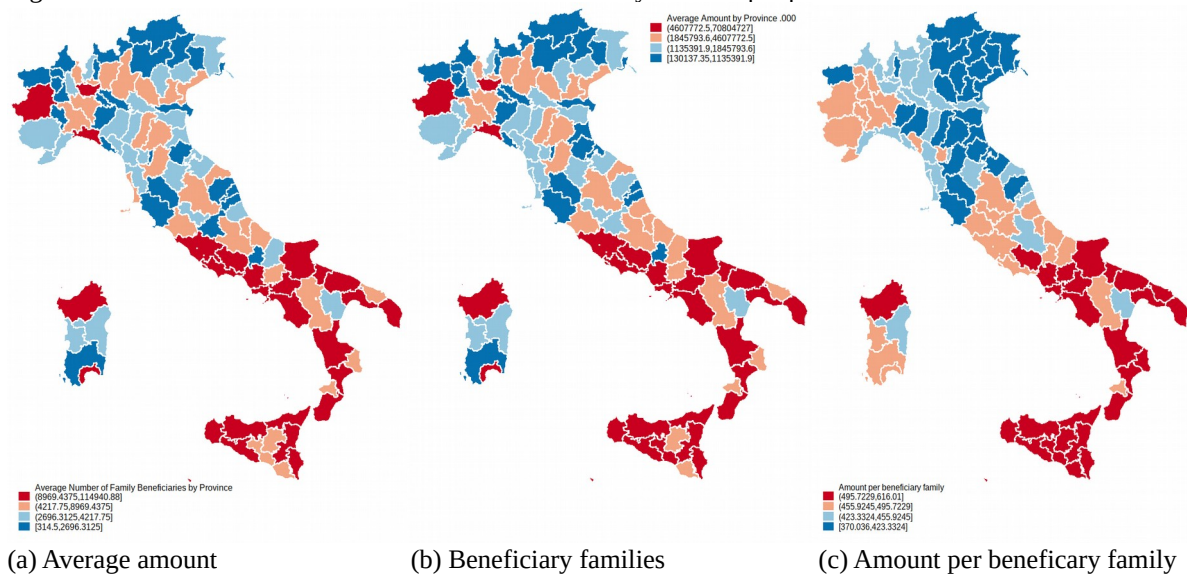 Average Amount by Province .000
(4607772.5,70804727]
(1845793.6,4607772.5]
(1135391.9,1845793.6]
[130137.35,1135391.9]
Average Number of Family Beneficiaries by Province
(8969.4375,114940.88]
(4217.75,8969.4375]
(2696.3125,4217.75]
[314.5,2696.3125]
Amount per beneficiary family
(495.7229,616.01]
(455.9245,495.7229]
(423.3324,455.9245]
[370.036,423.3324]
(a) Average amount
(b) Beneficiary families
(c) Amount per beneficary family